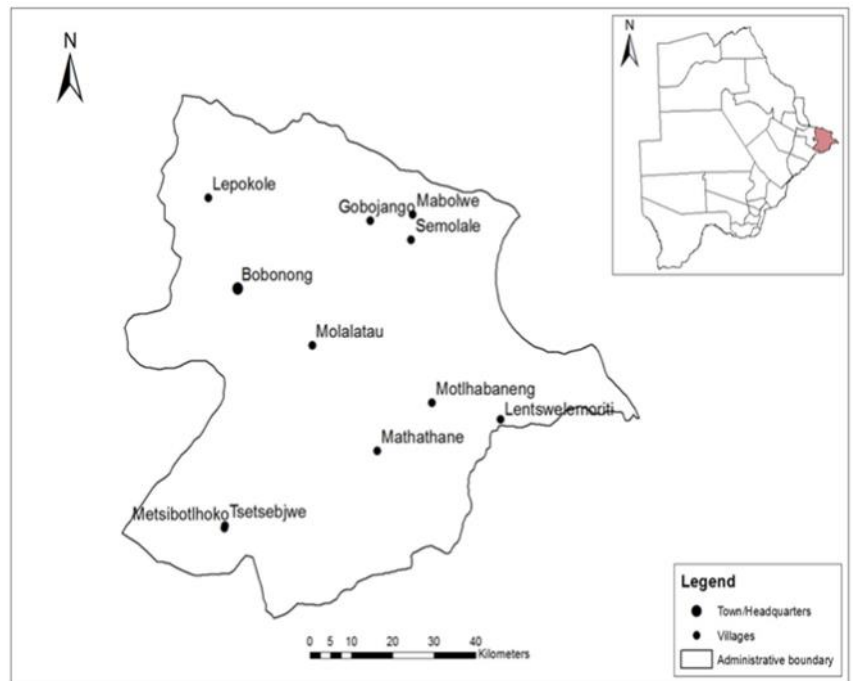 N
N
Lepokole
Mabolwe
Gobojango
Semolale
Bobonong
Molalatau
Motlhabaneng
Lentswelemoriti
Mathathane
Metsibotlhoko Tsetsebjwe
0 5 10 20 30 40
Kilometers
Legend
Town/Headquarters
Villages
Administrative boundary